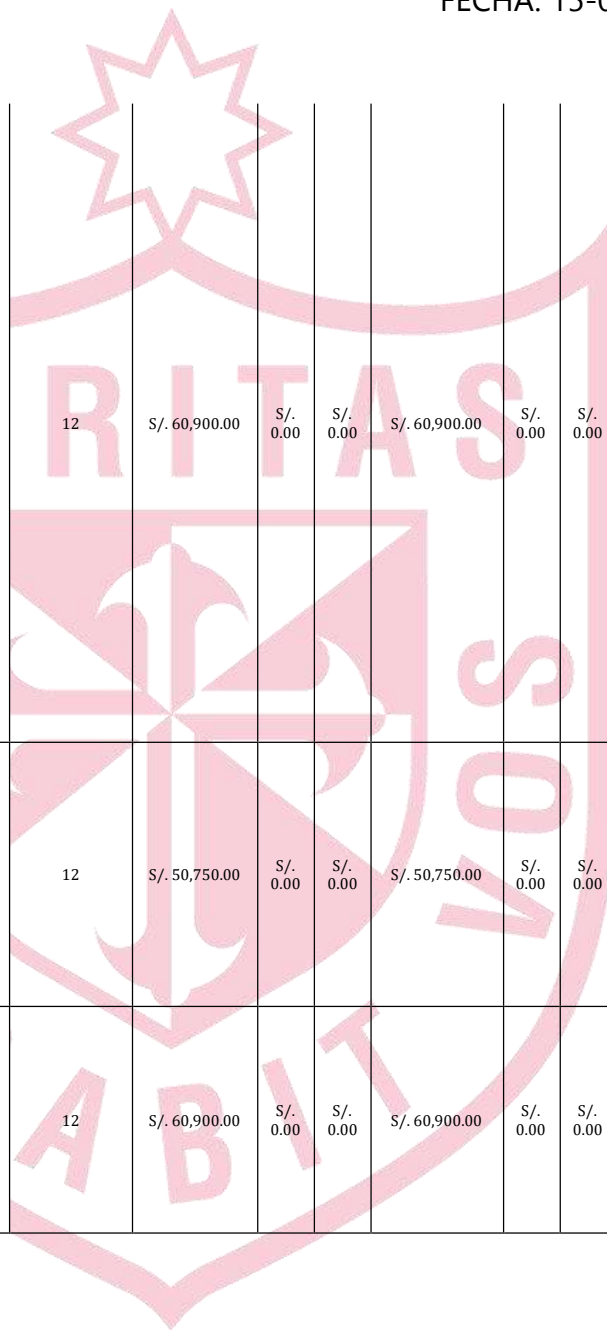 FECHA: 15-0
12 S/. 60,900.00 S/. 0.00 S/. 0.00 S/. 60,900.00 S/. 0.00 S/. 0.00
12 S/. 50,750.00 S/. 0.00 S/. 0.00 S/. 50,750.00 S/. 0.00 S/. 0.00
12 S/. 60,900.00 S/. 0.00 S/. 0.00 S/. 60,900.00 S/. 0.00 S/. 0.00
RITAS
ABIT VOS